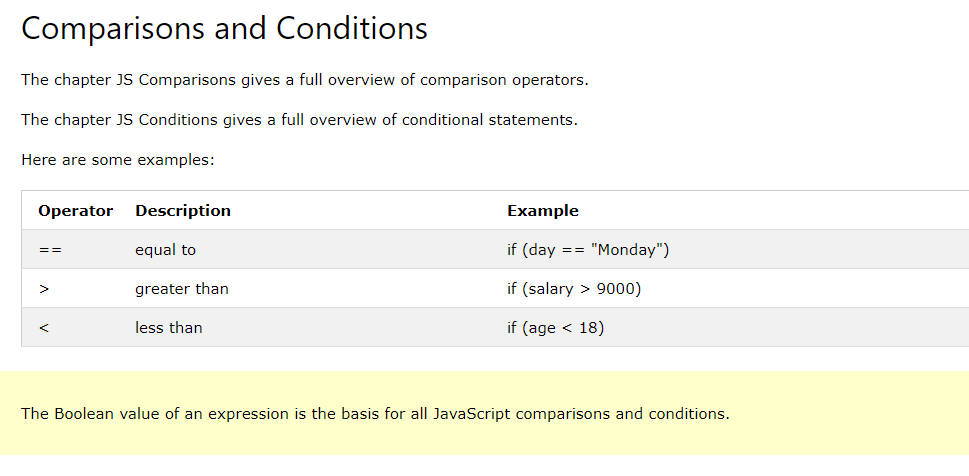 Comparisons and Conditions
The chapter JS Comparisons gives a full overview of comparison operators.
The chapter JS Conditions gives a full overview of conditional statements.
Here are some examples:
Operator Description Example
== equal to if (day == "Monday")
> greater than if (salary > 9000)
< less than if (age < 18)
The Boolean value of an expression is the basis for all JavaScript comparisons and conditions.